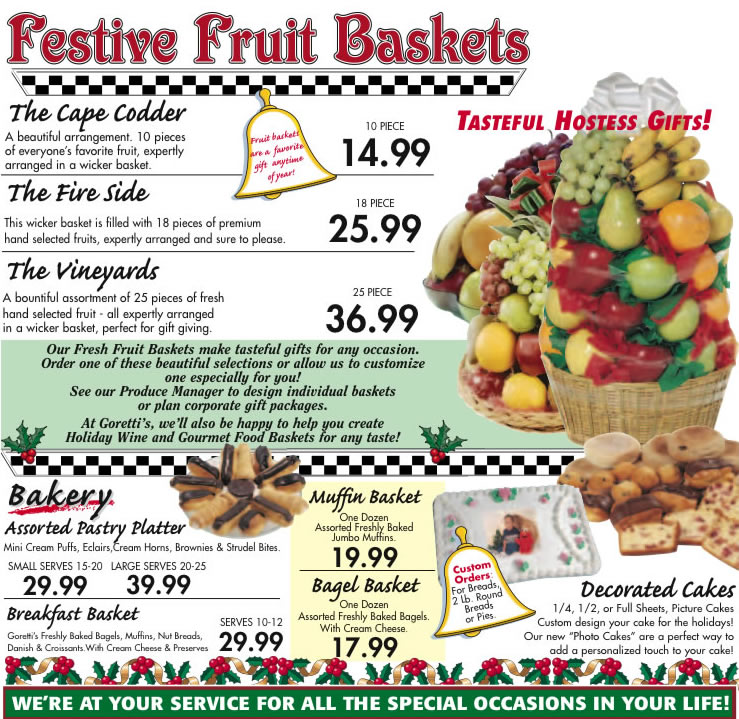 Festive Fruit Baskets
The Cape Codder
A beautiful arrangement. 10 pieces
of everyone's favorite fruit, expertly
arranged in a wicker basket.
Fruit baskets
are a favorite
gift anytime
of year!
10 PIECE
14.99
TASTEFUL HOSTESS GIFTS!
The Fire Side
This wicker basket is filled with 18 pieces of premium
hand selected fruits, expertly arranged and sure to please.
18 PIECE
25.99
The Vineyards
A bountiful assortment of 25 pieces of fresh
hand selected fruit - all expertly arranged
in a wicker basket, perfect for gift giving.
25 PIECE
36.99
Our Fresh Fruit Baskets make tasteful gifts for any occasion.
Order one of these beautiful selections or allow us to customize
one especially for you!
See our Produce Manager to design individual baskets
or plan corporate gift packages.
At Goretti's, we'll also be happy to help you create
Holiday Wine and Gourmet Food Baskets for any taste!
Bakery
Assorted Pastry Platter
Mini Cream Puffs, Eclairs,Cream Horns, Brownies & Strudel Bites.
SMALL SERVES 15-20 LARGE SERVES 20-25
29.99 39.99
Breakfast Basket
Goretti's Freshly Baked Bagels, Muffins, Nut Breads,
Danish & Croissants.With Cream Cheese & Preserves
SERVES 10-12
29.99
Muffin Basket
One Dozen
Assorted Freshly Baked
Jumbo Muffins.
19.99
Bagel Basket
One Dozen
Assorted Freshly Baked Bagels.
With Cream Cheese.
17.99
Custom
Orders:
For Breads,
2 Lb. Round
Breads
or Pies.
Decorated Cakes
1/4, 1/2, or Full Sheets, Picture Cakes
Custom design your cake for the holidays!
Our new "Photo Cakes" are a perfect way to
add a personalized touch to your cake!
WE'RE AT YOUR SERVICE FOR ALL THE SPECIAL OCCASIONS IN YOUR LIFE!